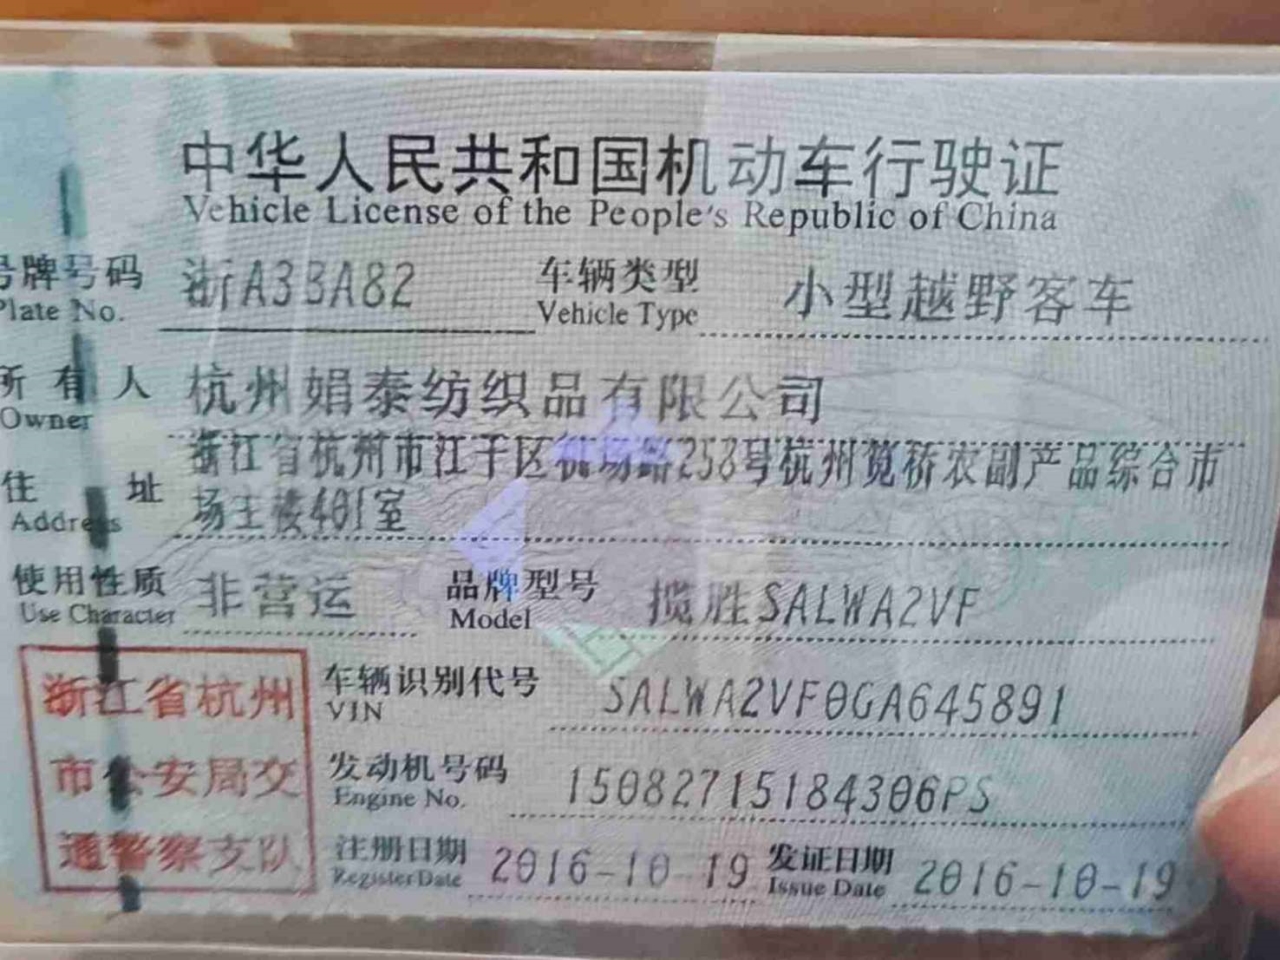 中华人民共和国机动车行驶证
Vehicle License of the People's Republic of China
号牌号码 浙A3BA82 车辆类型 小型越野客车
Plate No. Vehicle Type
所有人 杭州娟泰纺织品有限公司
Owner
浙江省杭州市江干区机场路258号杭州笕桥农副产品综合市
住址 场主楼401室
Address
使用性质 非营运 品牌型号 揽胜SALWA2VF
Use Character Model
浙江省杭州
市公安局交
通警察支队
车辆识别代号 SALWA2VF0GA645891
VIN
发动机号码 15082715184306PS
Engine No.
注册日期 2016-10-19 发证日期 2016-10-19
Register Date Issue Date